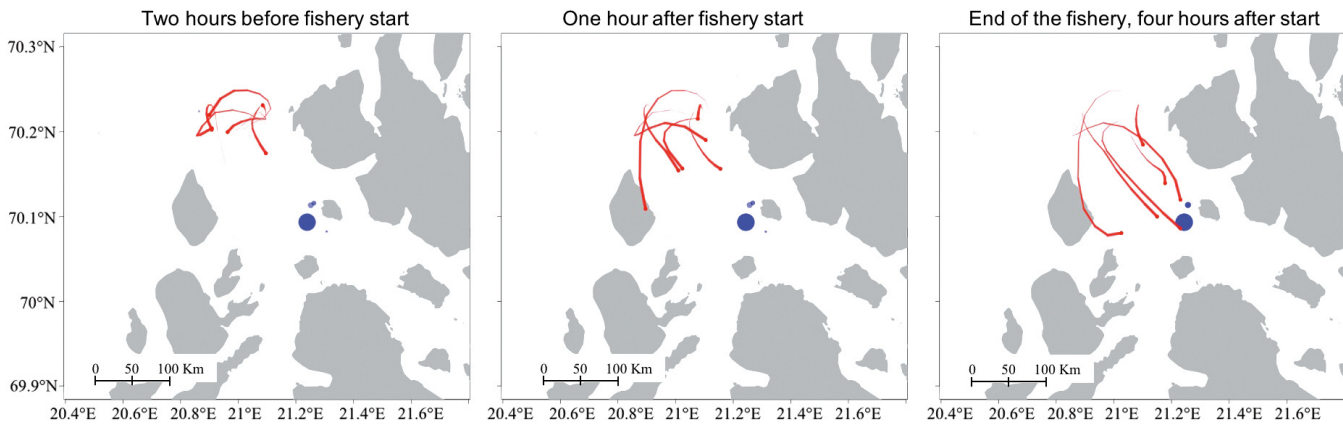 Two hours before fishery start
One hour after fishery start
End of the fishery, four hours after start
70.3°N
70.2°N
70.1°N
70°N
69.9°N
0 50 100 Km
0 50 100 Km
0 50 100 Km
20.4°E 20.6°E 20.8°E 21°E 21.2°E 21.4°E 21.6°E
20.4°E 20.6°E 20.8°E 21°E 21.2°E 21.4°E 21.6°E
20.4°E 20.6°E 20.8°E 21°E 21.2°E 21.4°E 21.6°E